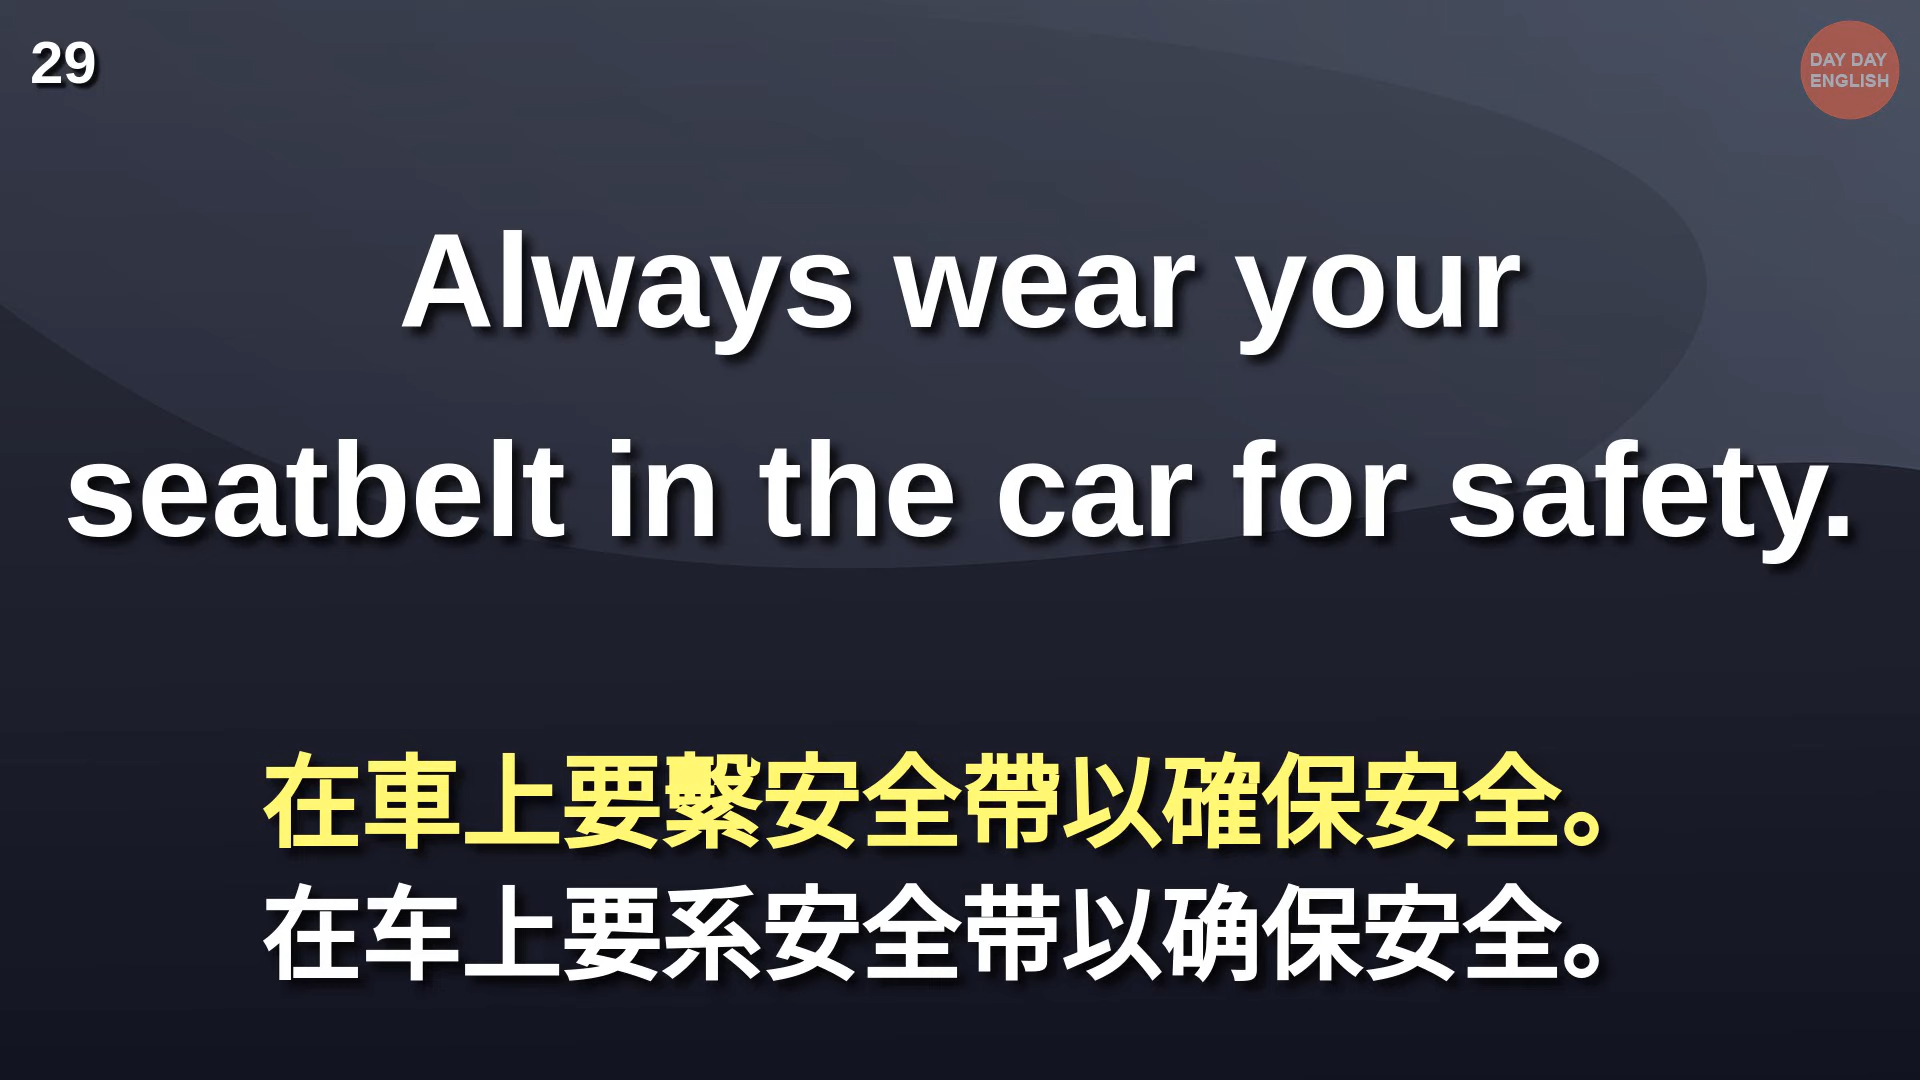 29
DAY DAY
ENGLISH
Always wear your
seatbelt in the car for safety.
在車上要繫安全帶以確保安全。
在车上要系安全带以确保安全。